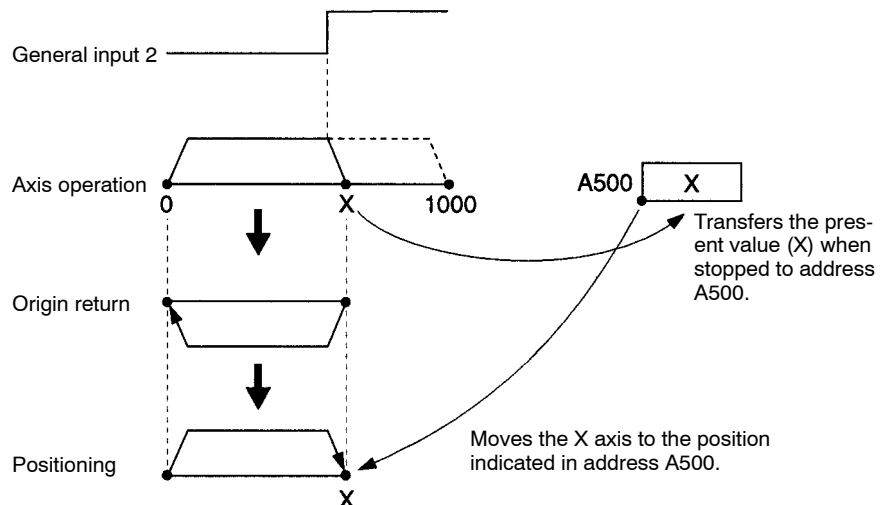 General input 2
Axis operation
0
X
1000
A500
X
Transfers the pres-
ent value (X) when
stopped to address
A500.
Origin return
Positioning
X
Moves the X axis to the position
indicated in address A500.